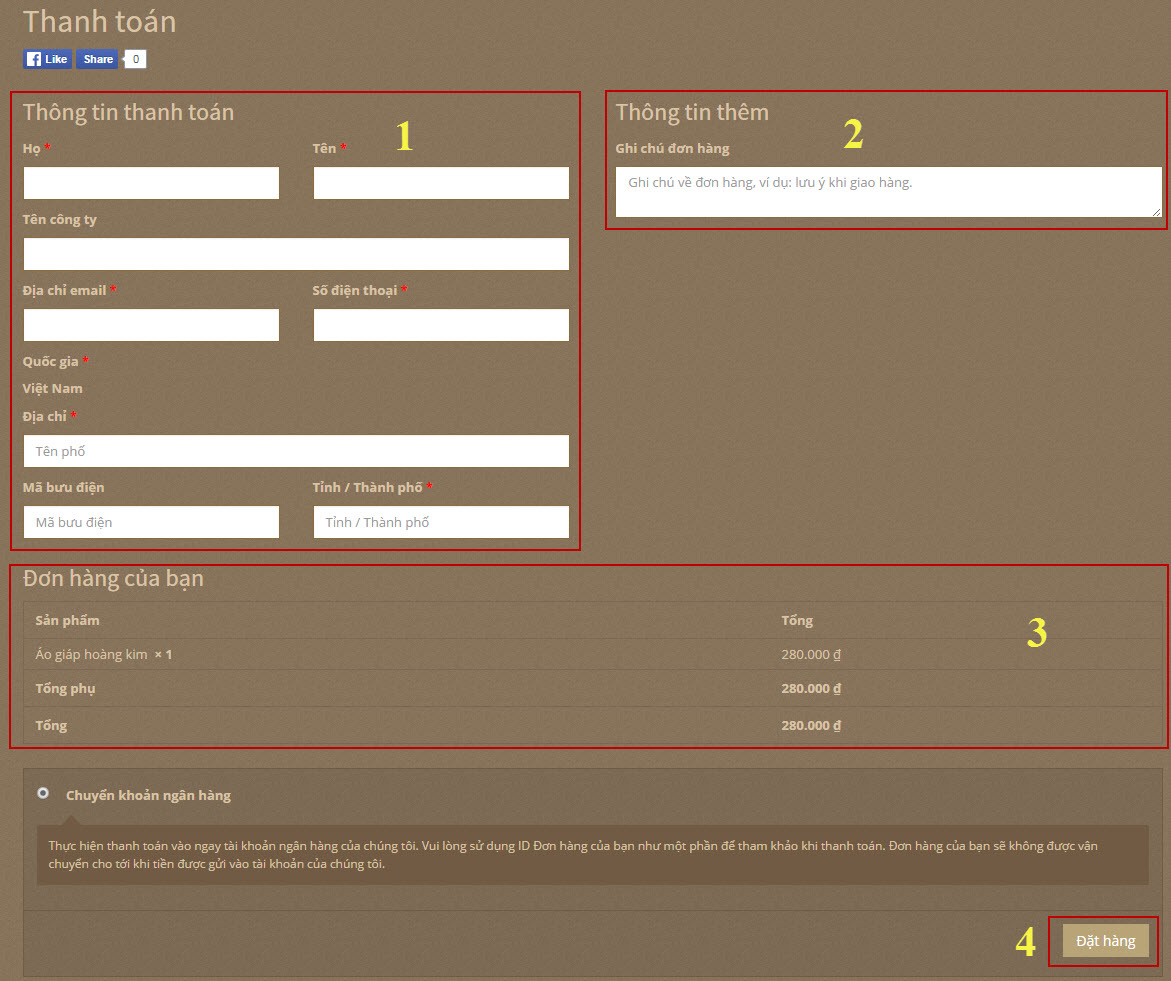 Thanh toán
Like Share 0
Thông tin thanh toán
1
Họ *
Tên *
Tên công ty
Địa chỉ email *
Số điện thoại *
Quốc gia *
Việt Nam
Địa chỉ *
Tên phố
Mã bưu điện
Tỉnh / Thành phố *
Mã bưu điện
Tỉnh / Thành phố
Thông tin thêm
2
Ghi chú đơn hàng
Ghi chú về đơn hàng, ví dụ: lưu ý khi giao hàng.
Đơn hàng của bạn
3
Sản phẩm Tổng
Áo giáp hoàng kim × 1 280.000 ₫
Tổng phụ 280.000 ₫
Tổng 280.000 ₫
Chuyển khoản ngân hàng
Thực hiện thanh toán vào ngay tài khoản ngân hàng của chúng tôi. Vui lòng sử dụng ID Đơn hàng của bạn như một phần để tham khảo khi thanh toán. Đơn hàng của bạn sẽ không được vận
chuyển cho tới khi tiền được gửi vào tài khoản của chúng tôi.
4
Đặt hàng